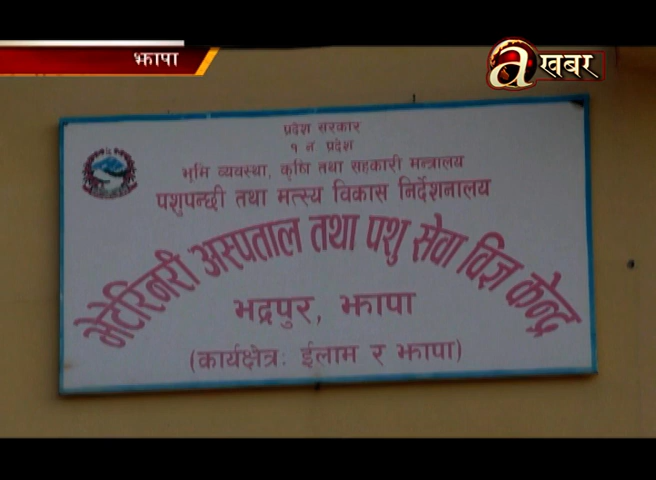 झापा
a खबर
प्रदेश सरकार
१ न प्रदेश
भूमि व्यवस्था, कृषि तथा सहकारी मन्त्रालय
पशुपन्छी तथा मत्स्य विकास निर्देशनालय
भेटेरिनरी अस्पताल तथा पशु सेवा विज्ञ केन्द्र
भद्रपुर, झापा
(कार्यक्षेत्र: ईलाम र झापा)